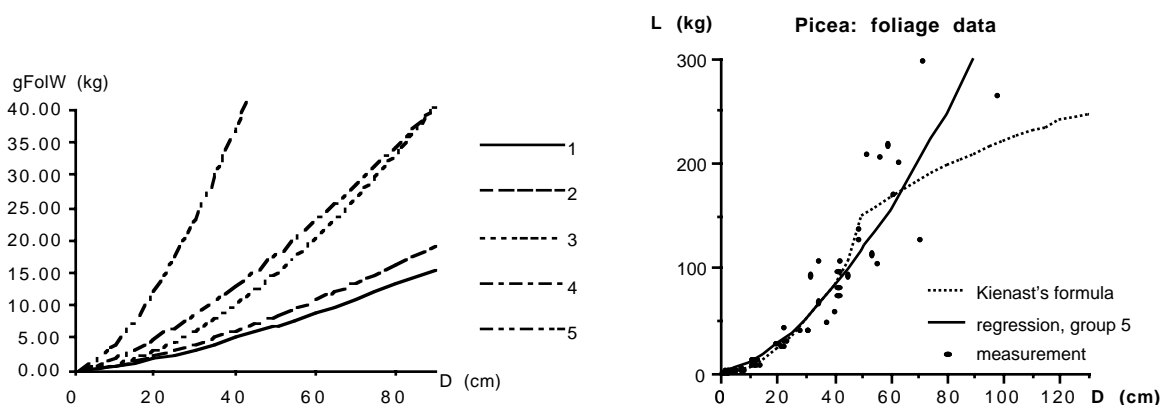 gFolW (kg)
40.00
35.00
30.00
25.00
20.00
15.00
10.00
5.00
0.00
0 20 40 60 80
D (cm)
1
2
3
4
5
L (kg)
Picea: foliage data
300
200
100
0
0 20 40 60 80 100 120
D (cm)
Kienast's formula
regression, group 5
measurement